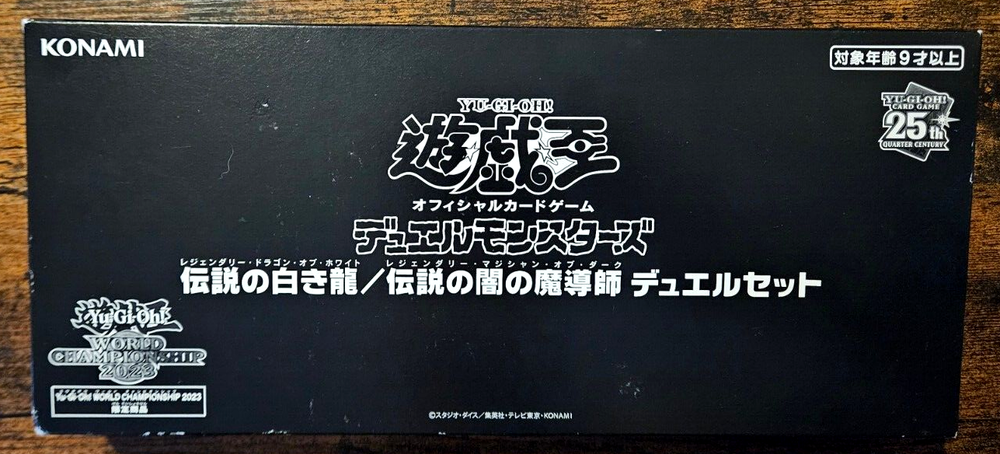 KONAMI
対象年齢9才以上
YU-GI-OH!
CARD GAME
25th
QUARTER CENTURY
YU-GI-OH!
遊戯王
オフィシャルカードゲーム
デュエルモンスターズ
レジェンダリー・ドラゴン・オブ・ホワイト レジェンダリー・マジシャン・オブ・ダーク
伝説の白き龍/伝説の闇の魔導師 デュエルセット
Yu-Gi-Oh!
WORLD
CHAMPIONSHIP
2023
Yu-Gi-Oh! WORLD CHAMPIONSHIP 2023
限定商品
©スタジオ・ダイス/集英社・テレビ東京・KONAMI